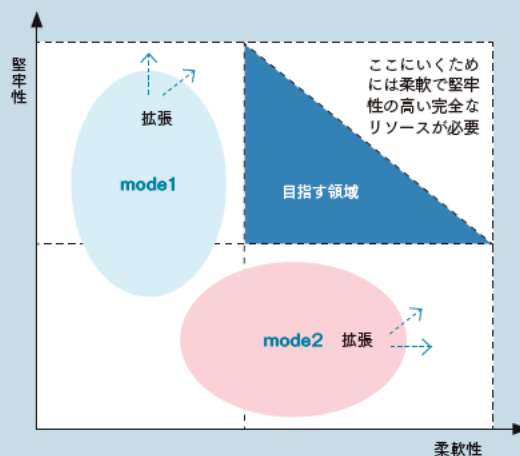 堅牢性
ここにいくため
には柔軟で堅牢
性の高い完全な
リソースが必要
拡張
mode1
目指す領域
mode2 拡張
柔軟性